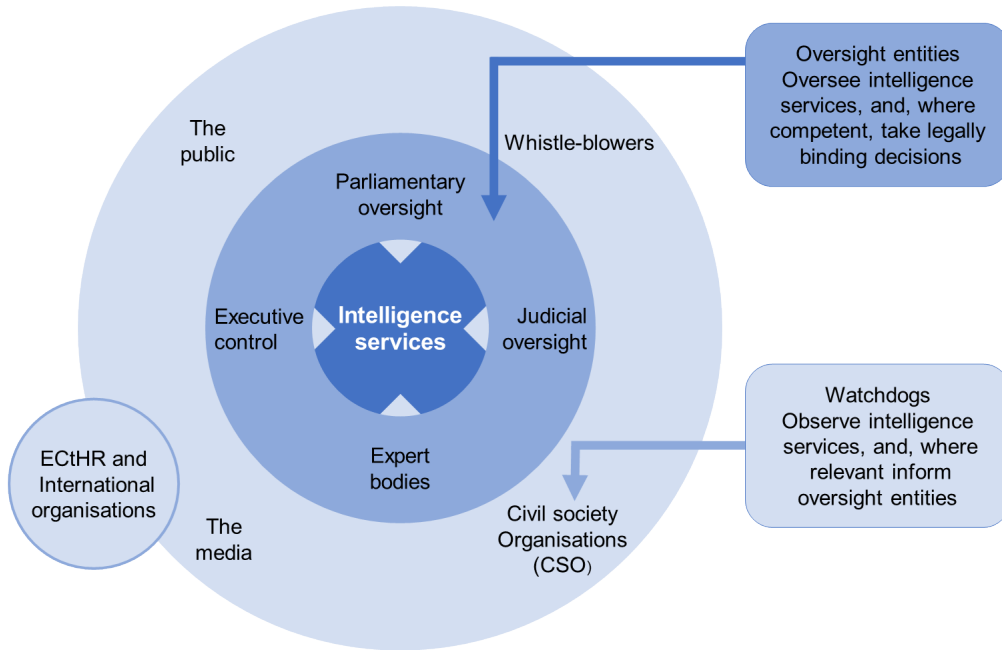 The
public
Whistle-blowers
Parliamentary
oversight
Executive
control
Intelligence
services
Judicial
oversight
Expert
bodies
ECtHR and
International
organisations
The
media
Civil society
Organisations
(CSO)
Oversight entities
Oversee intelligence
services, and, where
competent, take legally
binding decisions
Watchdogs
Observe intelligence
services, and, where
relevant inform
oversight entities